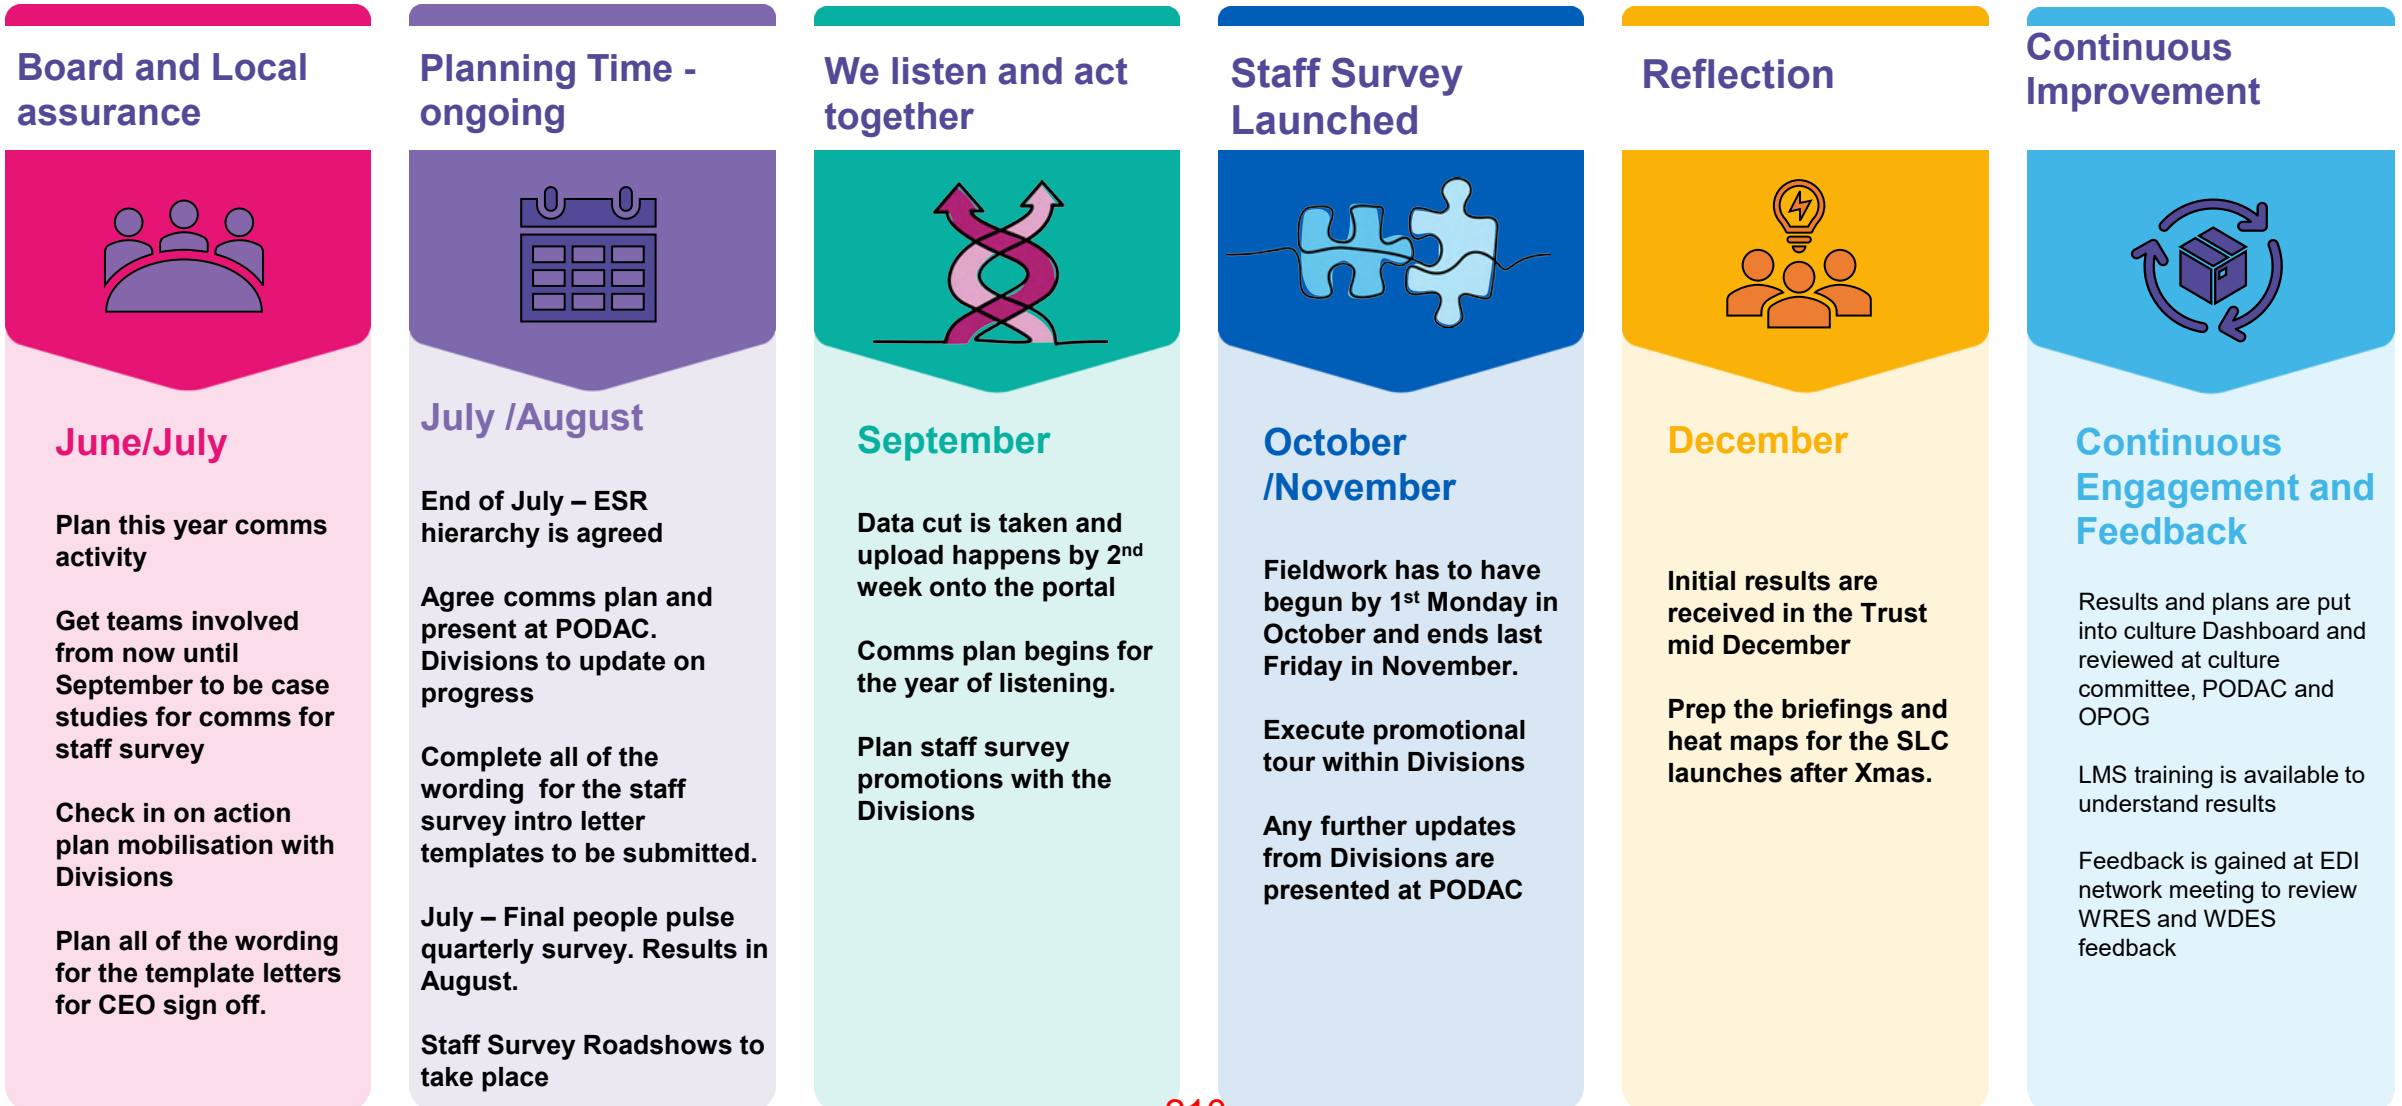 Board and Local
assurance
June/July
Plan this year comms
activity
Get teams involved
from now until
September to be case
studies for comms for
staff survey
Check in on action
plan mobilisation with
Divisions
Plan all of the wording
for the template letters
for CEO sign off.
Planning Time -
ongoing
July /August
End of July – ESR
hierarchy is agreed
Agree comms plan and
present at PODAC.
Divisions to update on
progress
Complete all of the
wording  for the staff
survey intro letter
templates to be submitted.
July – Final people pulse
quarterly survey. Results in
August.
Staff Survey Roadshows to
take place
We listen and act
together
September
Data cut is taken and
upload happens by 2nd
week onto the portal
Comms plan begins for
the year of listening.
Plan staff survey
promotions with the
Divisions
Staff Survey
Launched
October
/November
Fieldwork has to have
begun by 1st Monday in
October and ends last
Friday in November.
Execute promotional
tour within Divisions
Any further updates
from Divisions are
presented at PODAC
Reflection
December
Initial results are
received in the Trust
mid December
Prep the briefings and
heat maps for the SLC
launches after Xmas.
Continuous
Improvement
Continuous
Engagement and
Feedback
Results and plans are put
into culture Dashboard and
reviewed at culture
committee, PODAC and
OPOG
LMS training is available to
understand results
Feedback is gained at EDI
network meeting to review
WRES and WDES
feedback